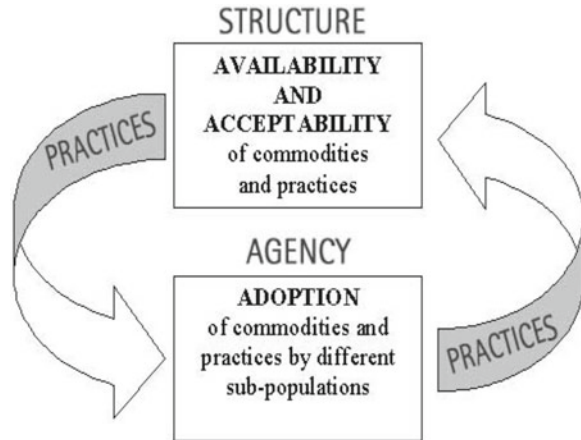 STRUCTURE
AVAILABILITY
AND
ACCEPTABILITY
of commodities
and practices
PRACTICES
AGENCY
ADOPTION
of commodities and
practices by different
sub-populations
PRACTICES